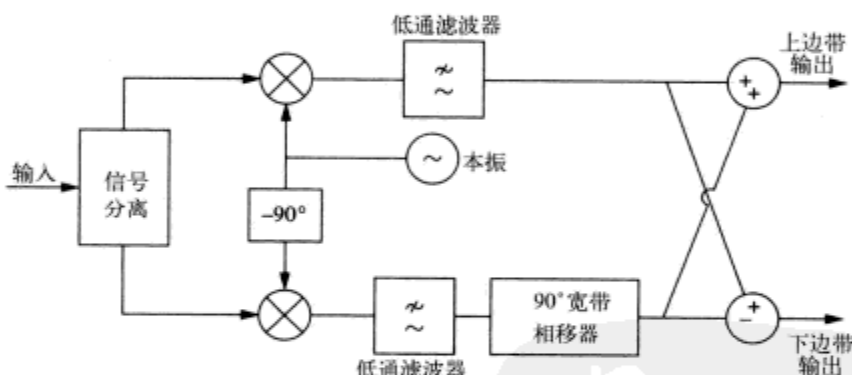 低通滤波器
上边带
输出
本振
输入
信号
分离
-90°
90°宽带
相移器
低通滤波器
下边带
输出